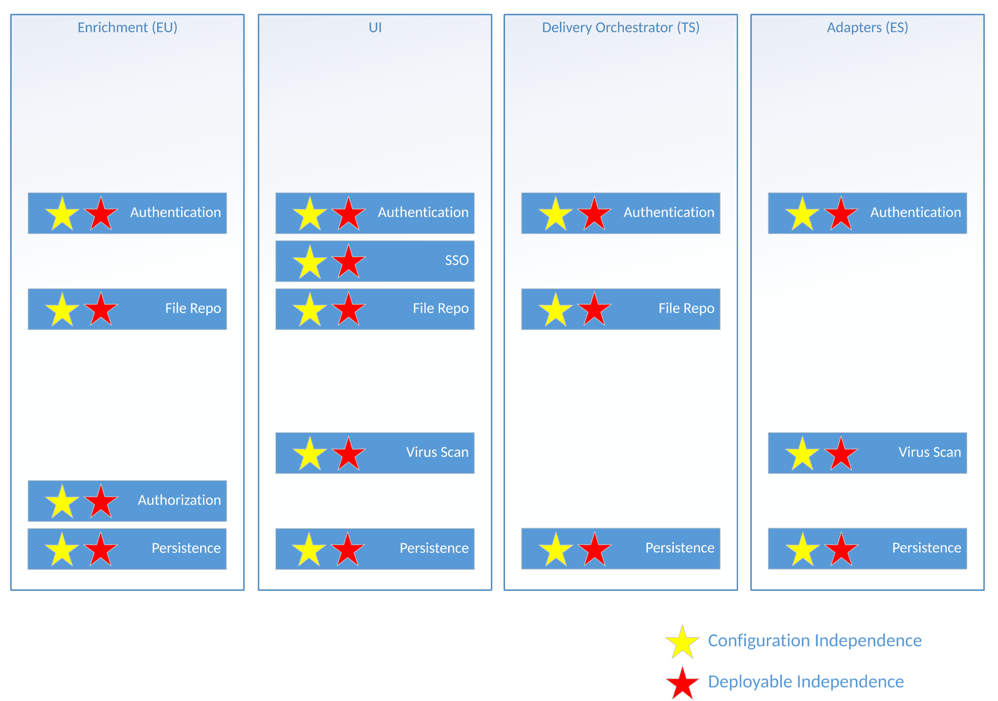 Enrichment (EU)
Authentication
File Repo
Authorization
Persistence
UI
Authentication
SSO
File Repo
Virus Scan
Persistence
Delivery Orchestrator (TS)
Authentication
File Repo
Persistence
Adapters (ES)
Authentication
Virus Scan
Persistence
Configuration Independence
Deployable Independence